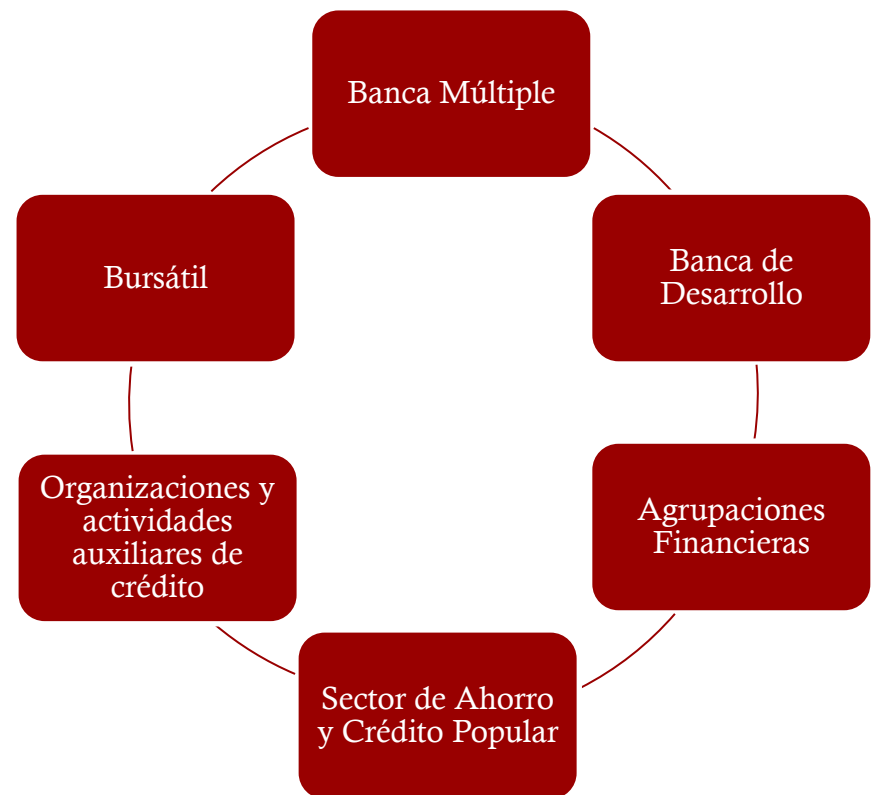 Banca Múltiple
Banca de
Desarrollo
Agrupaciones
Financieras
Sector de Ahorro
y Crédito Popular
Organizaciones y
actividades
auxiliares de
crédito
Bursátil